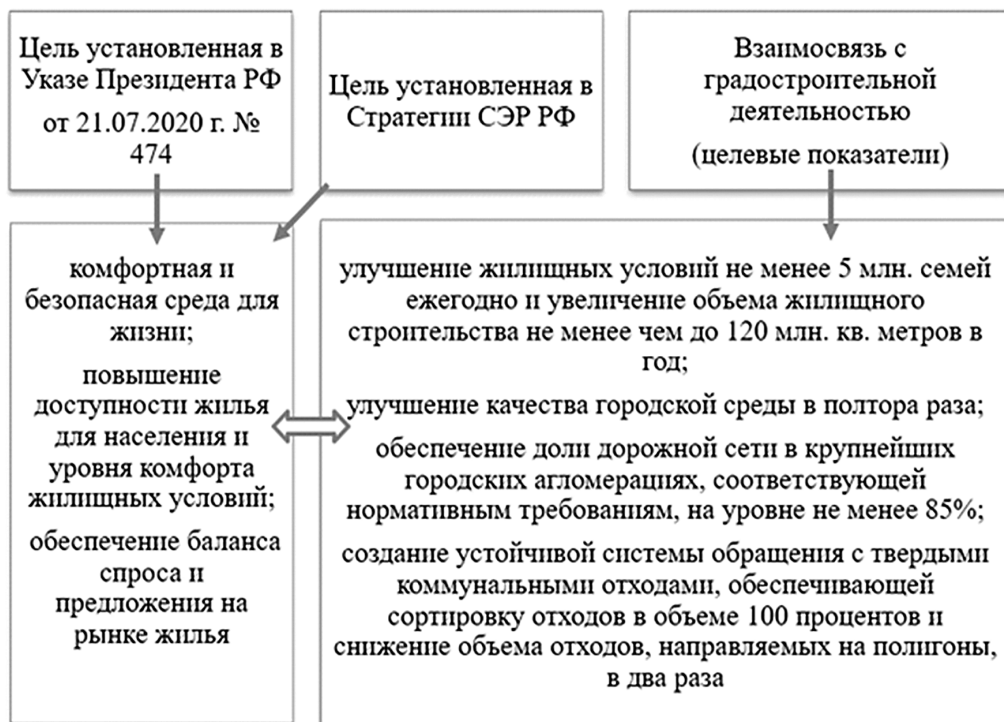 Цель установленная в
Указе Президента РФ
от 21.07.2020 г. №
474
Цель установленная в
Стратегии СЭР РФ
Взаимосвязь с
градостроительной
деятельностью
(целевые показатели)
комфортная и
безопасная среда для
жизни;
повышение
доступности жилья
для населения и
уровня комфорта
жилищных условий;
обеспечение баланса
спроса и
предложения на
рынке жилья
улучшение жилищных условий не менее 5 млн. семей
ежегодно и увеличение объема жилищного
строительства не менее чем до 120 млн. кв. метров в
год;
улучшение качества городской среды в полтора раза;
обеспечение доли дорожной сети в крупнейших
городских агломерациях, соответствующей
нормативным требованиям, на уровне не менее 85%;
создание устойчивой системы обращения с твердыми
коммунальными отходами, обеспечивающей
сортировку отходов в объеме 100 процентов и
снижение объема отходов, направляемых на полигоны,
в два раза